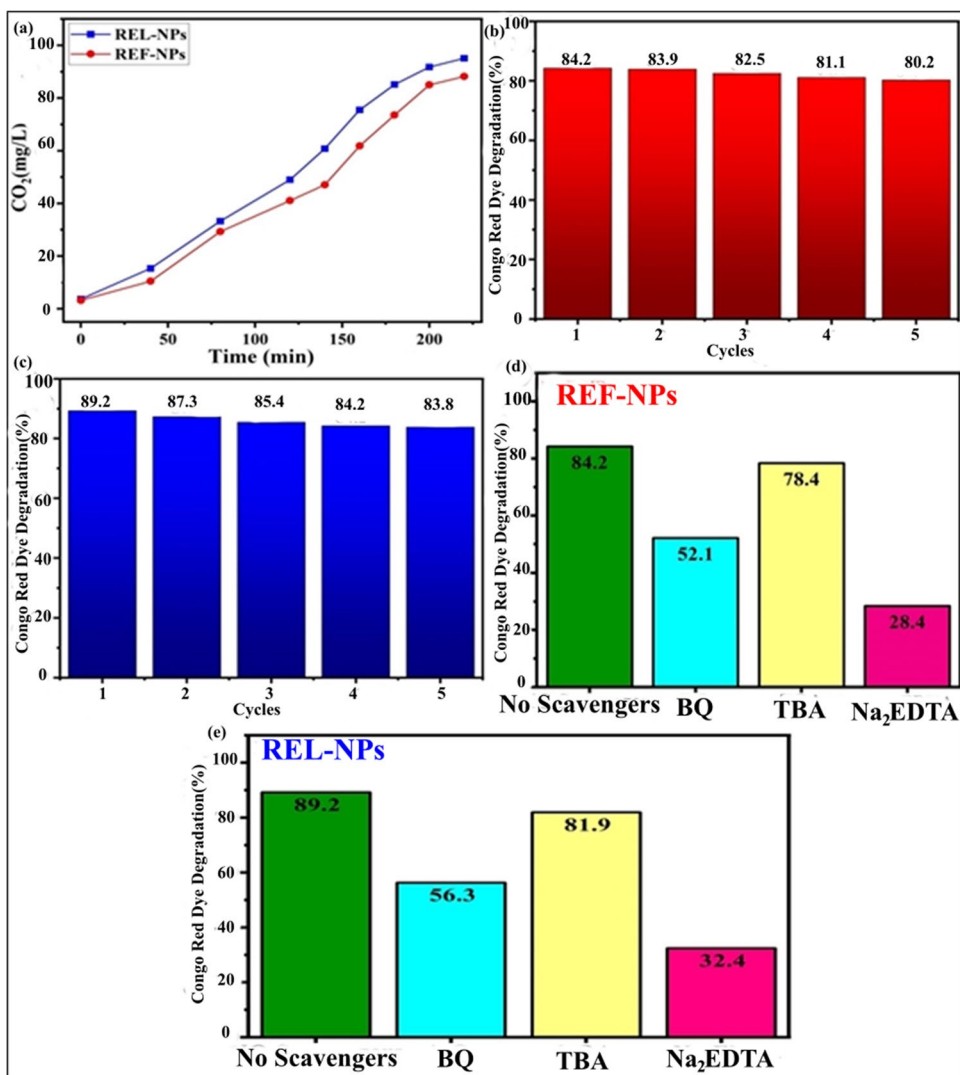 (a)
REL-NPs
REF-NPs
CO₂(mg/L)
100
80
60
40
20
0
0 50 100 150 200
Time (min)
(b)
Congo Red Dye Degradation(%)
100
80
60
40
20
0
84.2 83.9 82.5 81.1 80.2
1 2 3 4 5
Cycles
(c)
Congo Red Dye Degradation(%)
100
80
60
40
20
0
89.2 87.3 85.4 84.2 83.8
1 2 3 4 5
Cycles
(d)
REF-NPs
Congo Red Dye Degradation(%)
100
80
60
40
20
0
84.2 52.1 78.4 28.4
No Scavengers BQ TBA Na₂EDTA
(e)
REL-NPs
Congo Red Dye Degradation(%)
100
80
60
40
20
0
89.2 56.3 81.9 32.4
No Scavengers BQ TBA Na₂EDTA